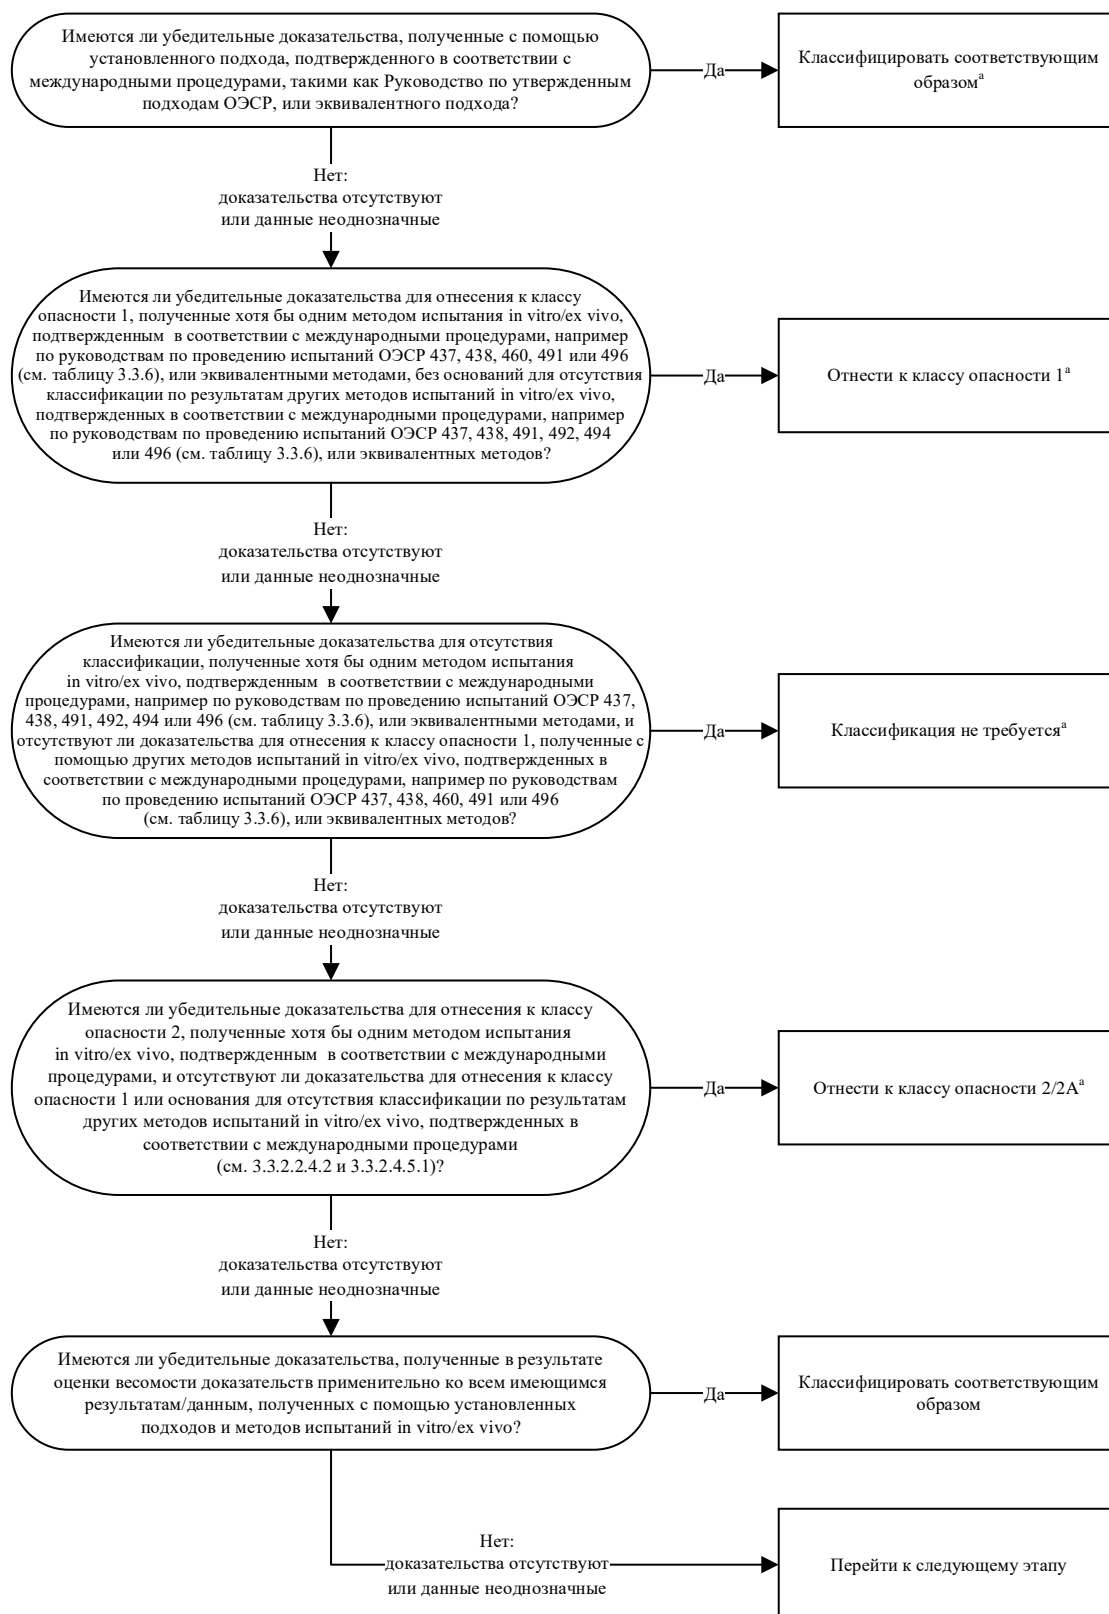 Имеются ли убедительные доказательства, полученные с помощью
установленного подхода, подтвержденного в соответствии с
международными процедурами, такими как Руководство по утвержденным
подходам ОЭСР, или эквивалентного подхода?
Да
Классифицировать соответствующим
образомª
Нет:
доказательства отсутствуют
или данные неоднозначные
Имеются ли убедительные доказательства для отнесения к классу
опасности 1, полученные хотя бы одним методом испытания in vitro/ex vivo,
подтвержденным в соответствии с международными процедурами, например
по руководствам по проведению испытаний ОЭСР 437, 438, 460, 491 или 496
(см. таблицу 3.3.6), или эквивалентными методами, без оснований для отсутствия
классификации по результатам других методов испытаний in vitro/ex vivo,
подтвержденных в соответствии с международными процедурами, например
по руководствам по проведению испытаний ОЭСР 437, 438, 491, 492, 494
или 496 (см. таблицу 3.3.6), или эквивалентных методов?
Да
Отнести к классу опасности 1ª
Нет:
доказательства отсутствуют
или данные неоднозначные
Имеются ли убедительные доказательства для отсутствия
классификации, полученные хотя бы одним методом испытания
in vitro/ex vivo, подтвержденным в соответствии с международными
процедурами, например по руководствам по проведению испытаний ОЭСР 437,
438, 491, 492, 494 или 496 (см. таблицу 3.3.6), или эквивалентными методами, и
отсутствуют ли доказательства для отнесения к классу опасности 1, полученные с
помощью других методов испытаний in vitro/ex vivo, подтвержденных в
соответствии с международными процедурами, например по руководствам
по проведению испытаний ОЭСР 437, 438, 460, 491 или 496
(см. таблицу 3.3.6), или эквивалентных методов?
Да
Классификация не требуетсяª
Нет:
доказательства отсутствуют
или данные неоднозначные
Имеются ли убедительные доказательства для отнесения к классу
опасности 2, полученные хотя бы одним методом испытания
in vitro/ex vivo, подтвержденным в соответствии с международными
процедурами, и отсутствуют ли доказательства для отнесения к классу
опасности 1 или основания для отсутствия классификации по результатам
других методов испытаний in vitro/ex vivo, подтвержденных в
соответствии с международными процедурами
(см. 3.3.2.2.4.2 и 3.3.2.4.5.1)?
Да
Отнести к классу опасности 2/2Аª
Нет:
доказательства отсутствуют
или данные неоднозначные
Имеются ли убедительные доказательства, полученные в результате
оценки весомости доказательств применительно ко всем имеющимся
результатам/данным, полученных с помощью установленных
подходов и методов испытаний in vitro/ex vivo?
Да
Классифицировать соответствующим
образом
Нет:
доказательства отсутствуют
или данные неоднозначные
Перейти к следующему этапу